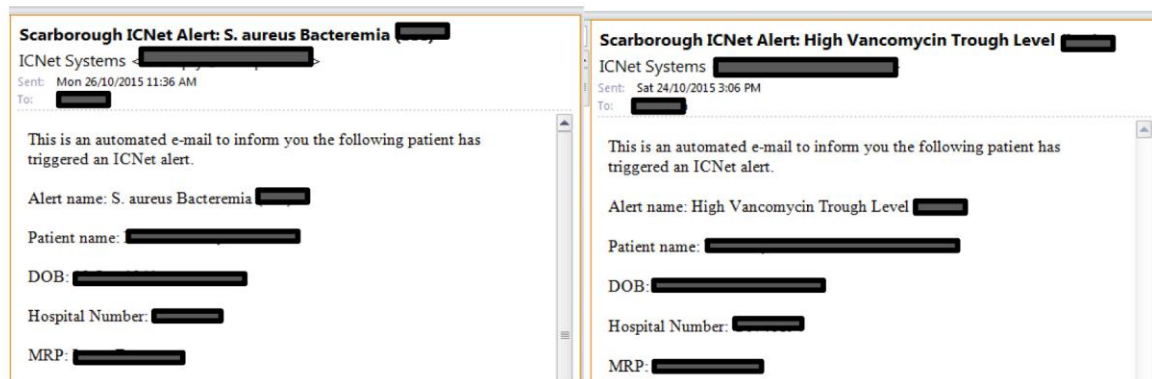 Scarborough ICNet Alert: S. aureus Bacteremia
ICNet Systems <
>
Sent: Mon 26/10/2015 11:36 AM
To:
This is an automated e-mail to inform you the following patient has
triggered an ICNet alert.
Alert name: S. aureus Bacteremia
Patient name:
DOB:
Hospital Number:
MRP:
Scarborough ICNet Alert: High Vancomycin Trough Level
ICNet Systems
Sent: Sat 24/10/2015 3:06 PM
To:
This is an automated e-mail to inform you the following patient has
triggered an ICNet alert.
Alert name: High Vancomycin Trough Level
Patient name:
DOB:
Hospital Number:
MRP: